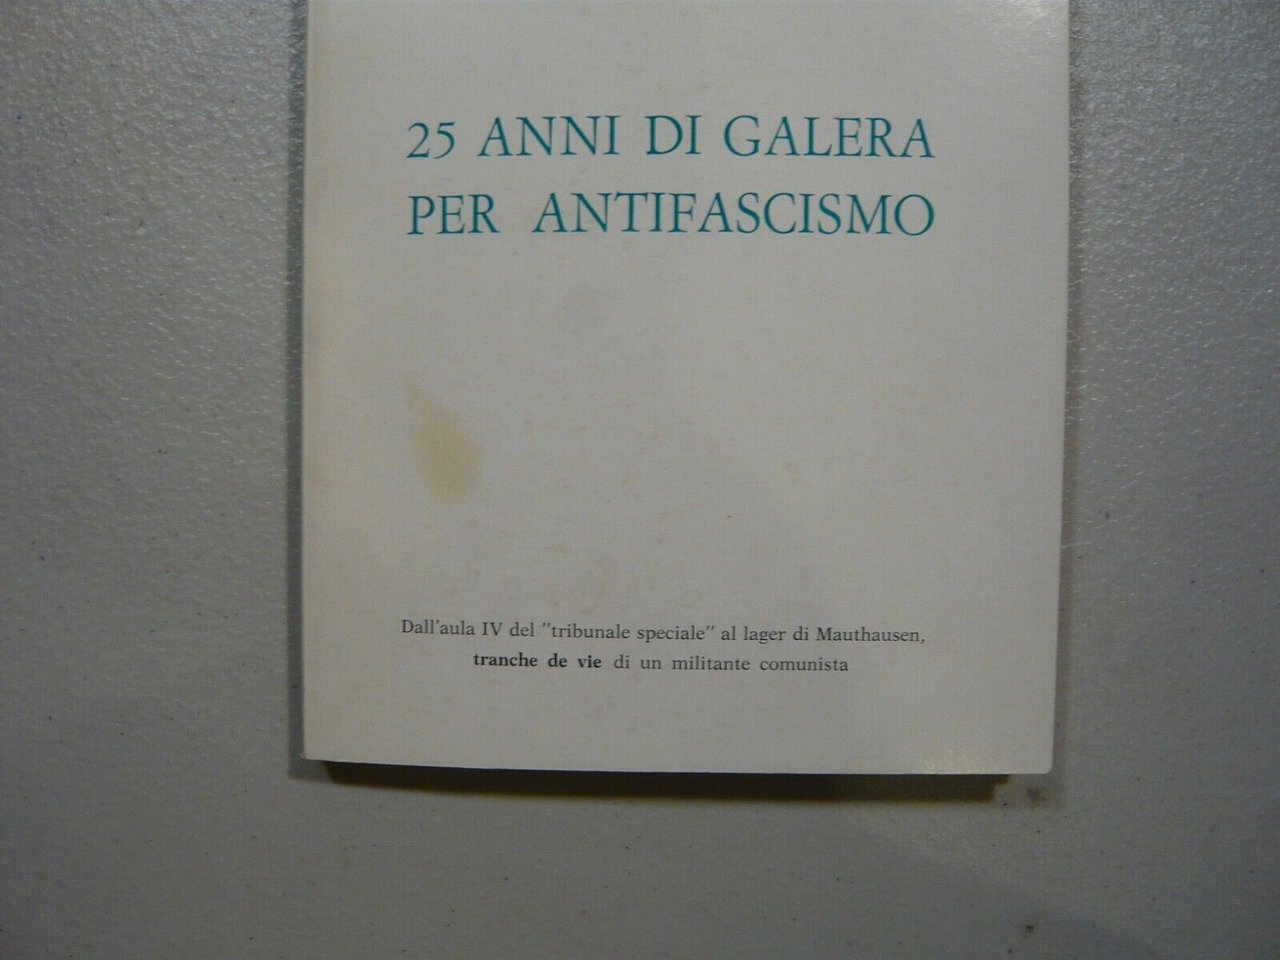 25 ANNI DI GALERA
PER ANTIFASCISMO
Dall'aula IV del "tribunale speciale" al lager di Mauthausen,
tranche de vie di un militante comunista